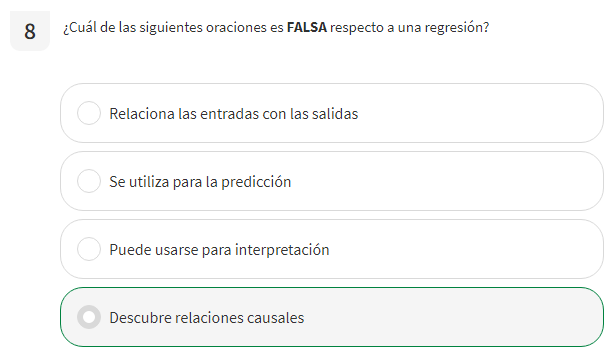 8
¿Cuál de las siguientes oraciones es FALSA respecto a una regresión?
Relaciona las entradas con las salidas
Se utiliza para la predicción
Puede usarse para interpretación
Descubre relaciones causales